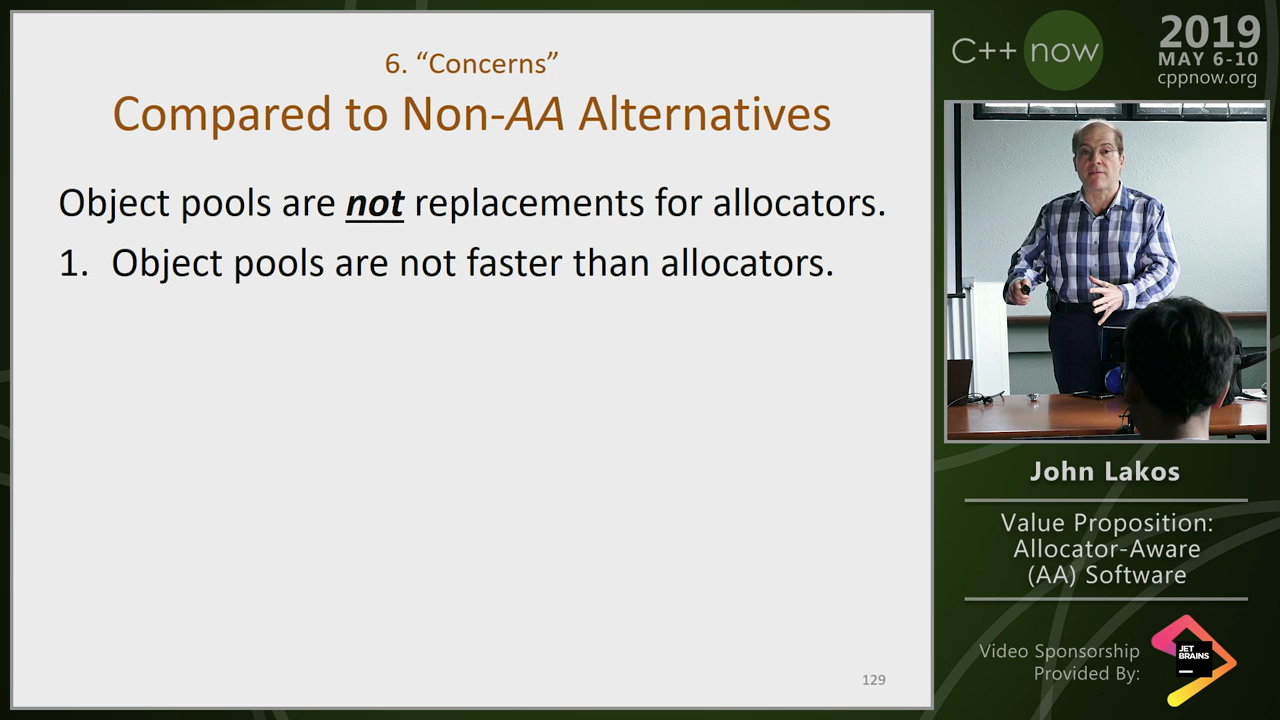 6. “Concerns”
Compared to Non-AA Alternatives
Object pools are not replacements for allocators.
1. Object pools are not faster than allocators.
129
C++ now
2019
MAY 6-10
cppnow.org
John Lakos
Value Proposition:
Allocator-Aware
(AA) Software
Video Sponsorship
Provided By:
JET
BRAINS